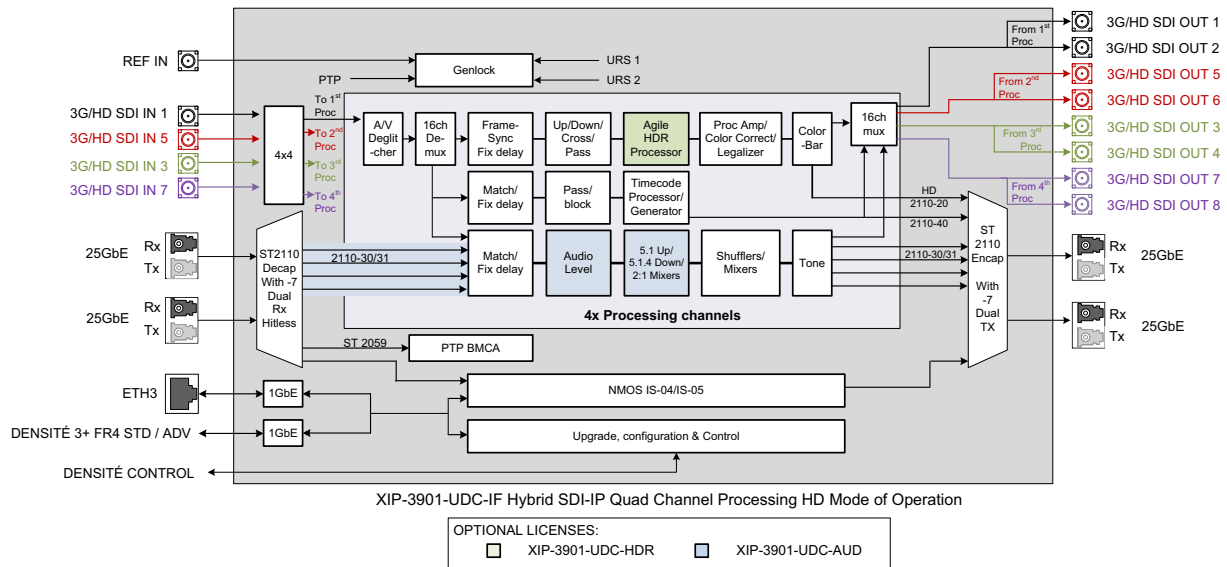 REF IN
PTP
Genlock
URS 1
URS 2
3G/HD SDI IN 1
3G/HD SDI IN 5
3G/HD SDI IN 3
3G/HD SDI IN 7
4x4
To 1st
Proc
To 2nd
Proc
To 3rd
Proc
To 4th
Proc
A/V
Deglit
-cher
16ch
De-
mux
Frame-
Sync
Fix delay
Up/Down/
Cross/
Pass
Agile
HDR
Processor
Proc Amp/
Color Correct/
Legalizer
Color
-Bar
16ch
mux
Match/
Fix delay
Pass/
block
Timecode
Processor/
Generator
Match/
Fix delay
Audio
Level
5.1 Up/
5.1.4 Down/
2:1 Mixers
Shufflers/
Mixers
Tone
4x Processing channels
From 1st
Proc
From 2nd
Proc
From 3rd
Proc
From 4th
Proc
3G/HD SDI OUT 1
3G/HD SDI OUT 2
3G/HD SDI OUT 5
3G/HD SDI OUT 6
3G/HD SDI OUT 3
3G/HD SDI OUT 4
3G/HD SDI OUT 7
3G/HD SDI OUT 8
HD
2110-20
2110-40
2110-30/31
ST
2110
Encap
With
-7
Dual
TX
Rx
25GbE
Tx
Rx
25GbE
Tx
25GbE
Rx
Tx
25GbE
Rx
Tx
ST2110
Decap
With -7
Dual
Rx
Hitless
2110-30/31
ST 2059
PTP BMCA
ETH3
1GbE
NMOS IS-04/IS-05
DENSITÉ 3+ FR4 STD / ADV
1GbE
Upgrade, configuration & Control
DENSITÉ CONTROL
XIP-3901-UDC-IF Hybrid SDI-IP Quad Channel Processing HD Mode of Operation
OPTIONAL LICENSES:
XIP-3901-UDC-HDR
XIP-3901-UDC-AUD